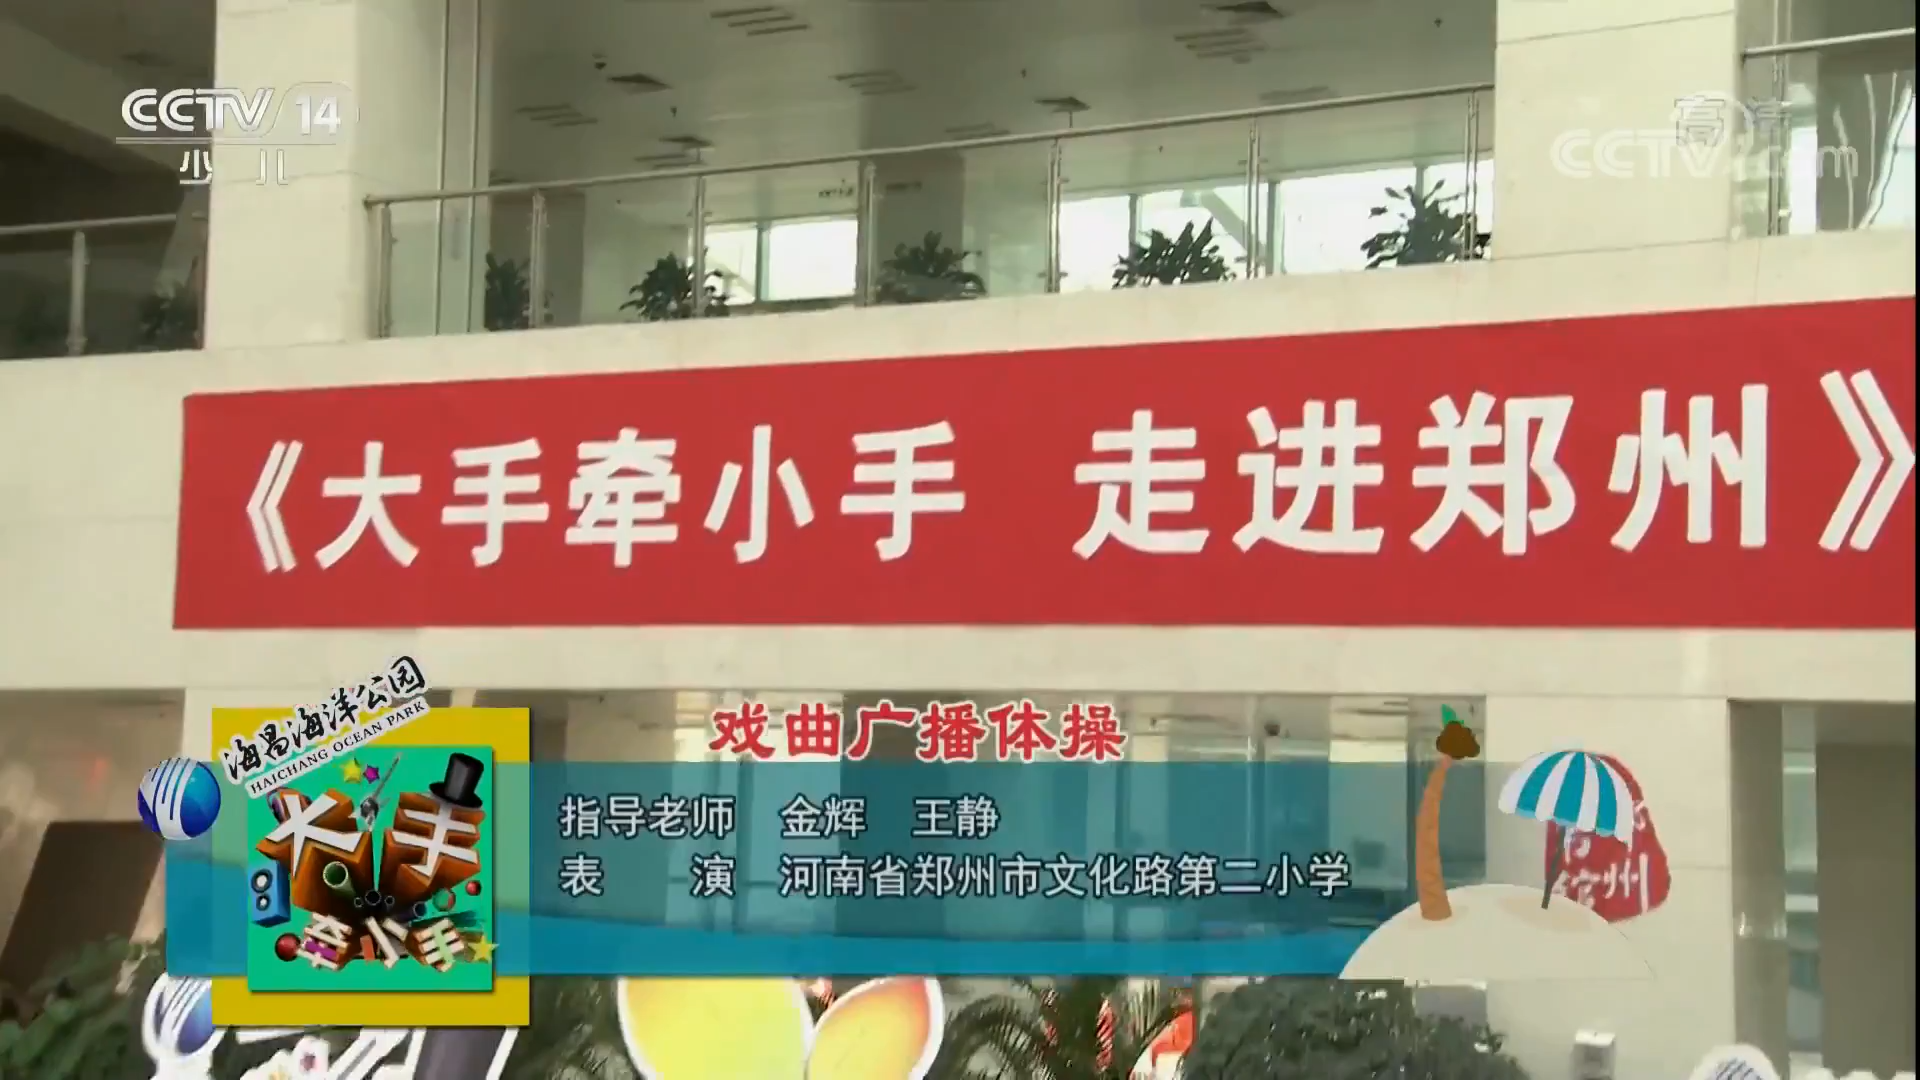 CCTV 14
少儿
高清
CCTV.com
《大手牵小手 走进郑州》
海昌海洋公园
HAICHANG OCEAN PARK
大手
牵小手
戏曲广播体操
指导老师 金辉 王静
表 演 河南省郑州市文化路第二小学
州